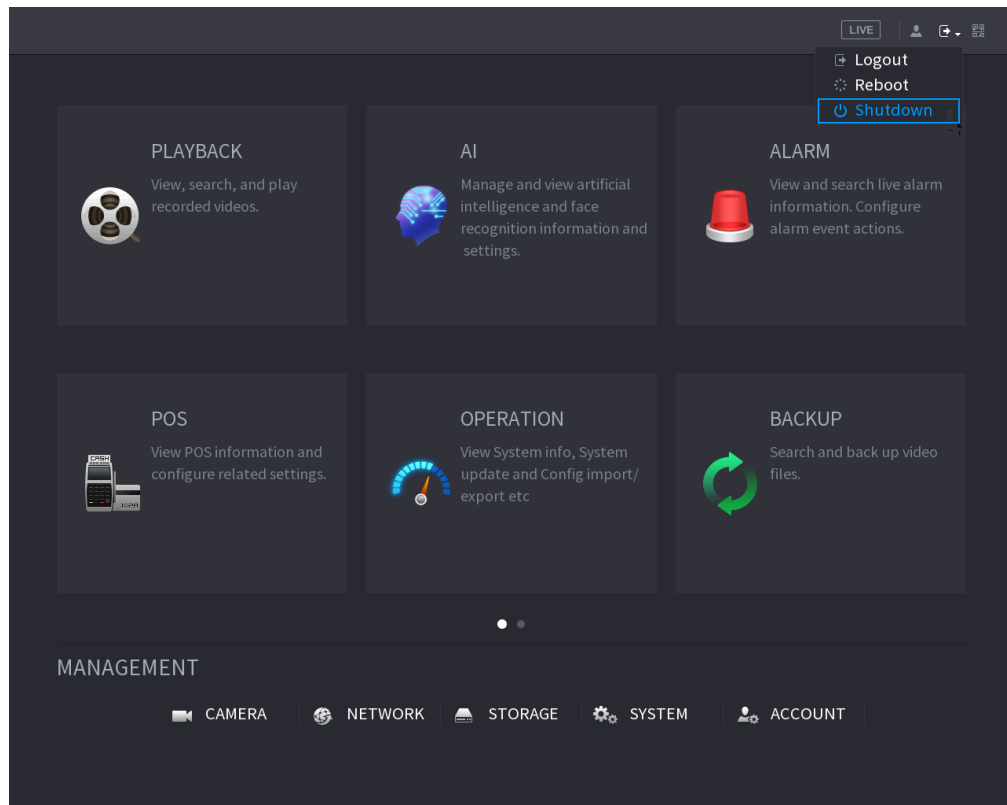 LIVE
Logout
Reboot
Shutdown
PLAYBACK
View, search, and play
recorded videos.
AI
Manage and view artificial
intelligence and face
recognition information and
settings.
ALARM
View and search live alarm
information. Configure
alarm event actions.
POS
View POS information and
configure related settings.
CASH
OPERATION
View System info, System
update and Config import/
export etc
BACKUP
Search and back up video
files.
MANAGEMENT
CAMERA
NETWORK
STORAGE
SYSTEM
ACCOUNT